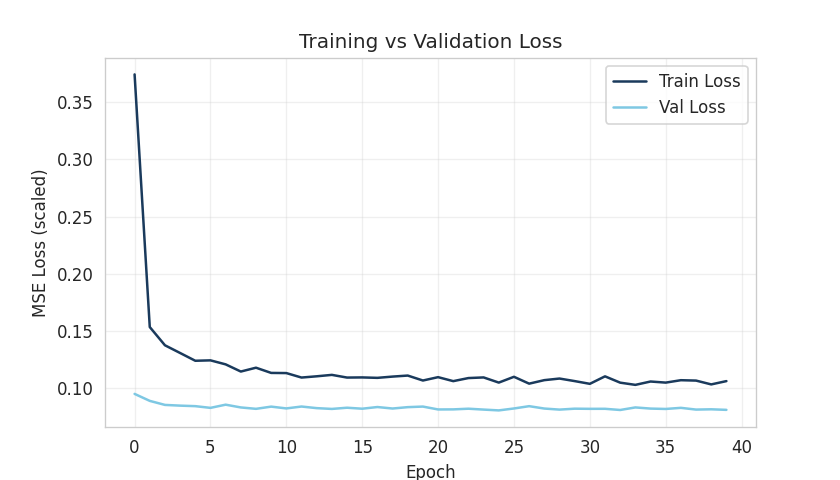 Training vs Validation Loss
Train Loss
Val Loss
MSE Loss (scaled)
0.35
0.30
0.25
0.20
0.15
0.10
0 5 10 15 20 25 30 35 40
Epoch